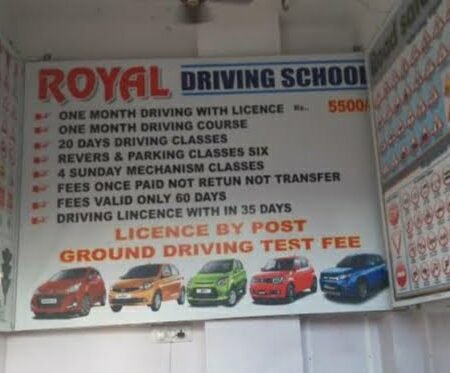 ROYAL DRIVING SCHOOL
ONE MONTH DRIVING WITH LICENCE Rs.. 5500/
ONE MONTH DRIVING COURSE
20 DAYS DRIVING CLASSES
REVERS & PARKING CLASSES SIX
4 SUNDAY MECHANISM CLASSES
FEES ONCE PAID NOT RETUN NOT TRANSFER
FEES VALID ONLY 60 DAYS
DRIVING LINCENCE WITH IN 35 DAYS
LICENCE BY POST
GROUND DRIVING TEST FEE